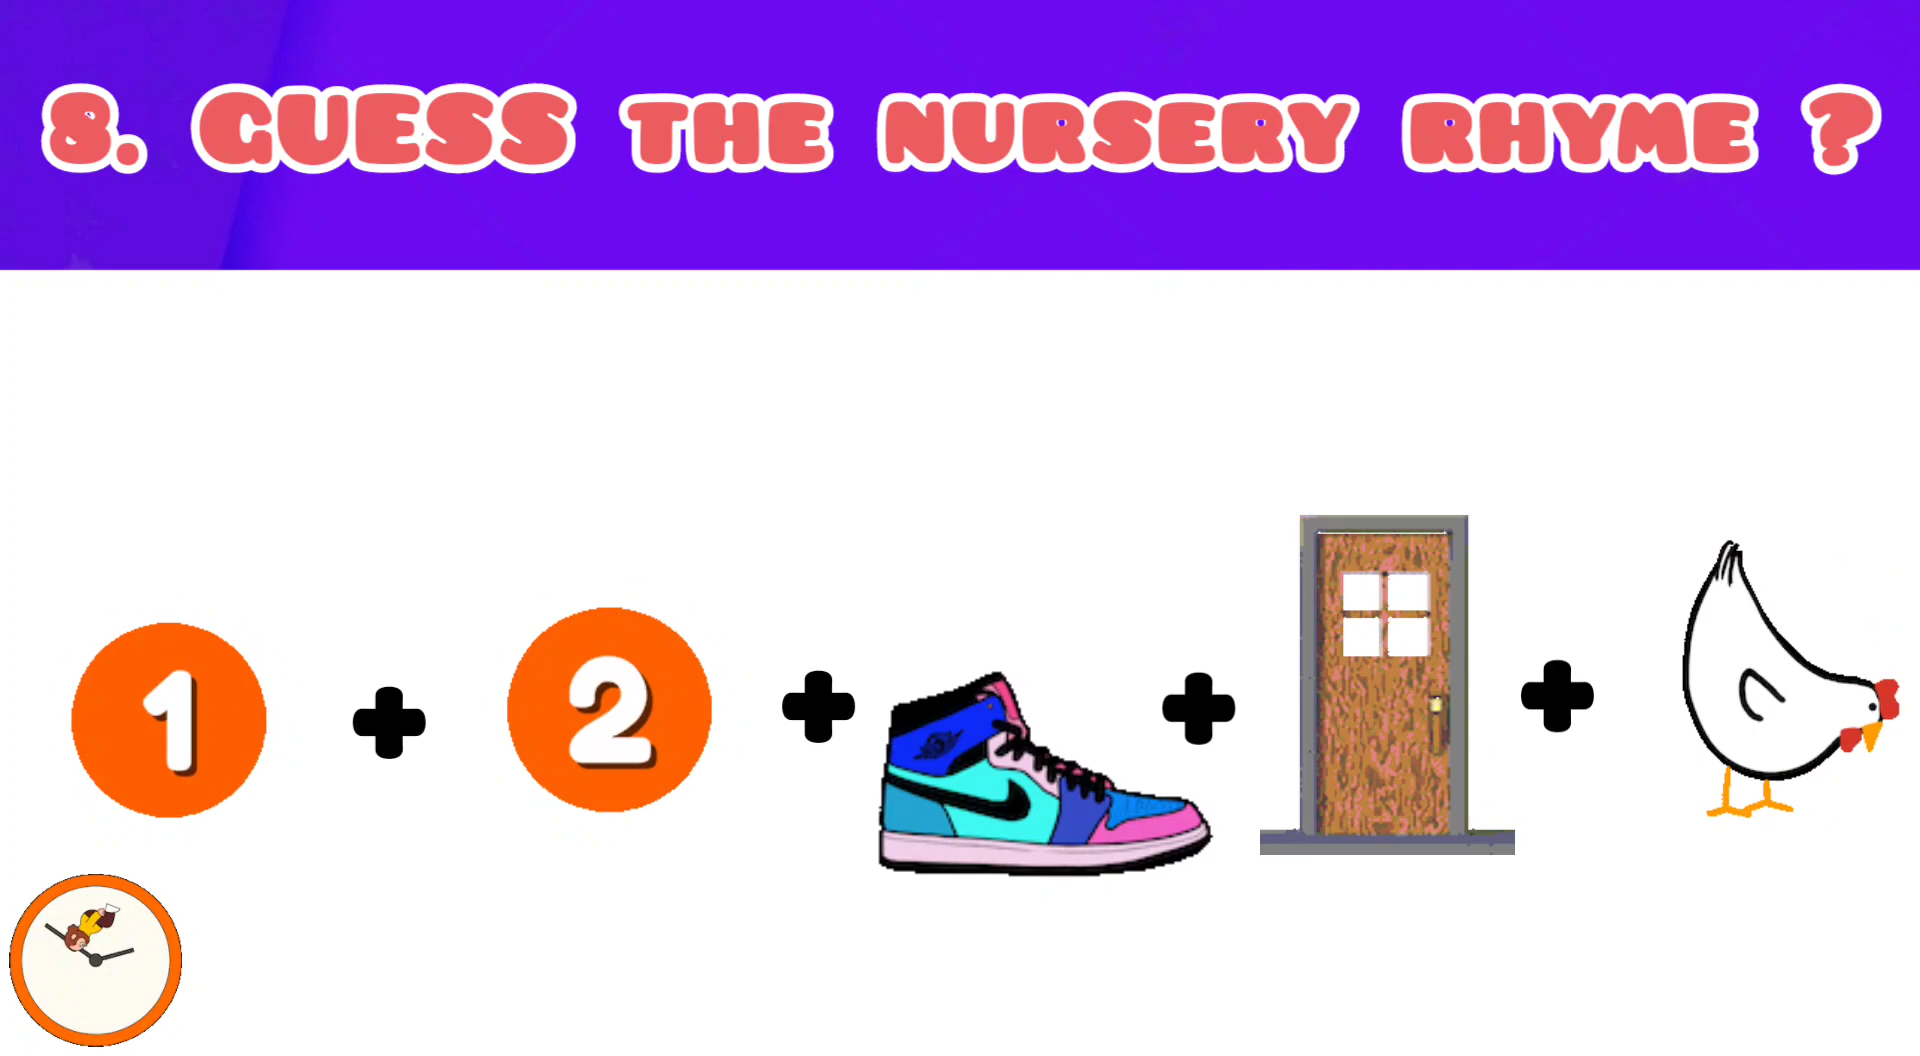 8. GUESS THE NURSERY RHYME ?
1 + 2 + + +